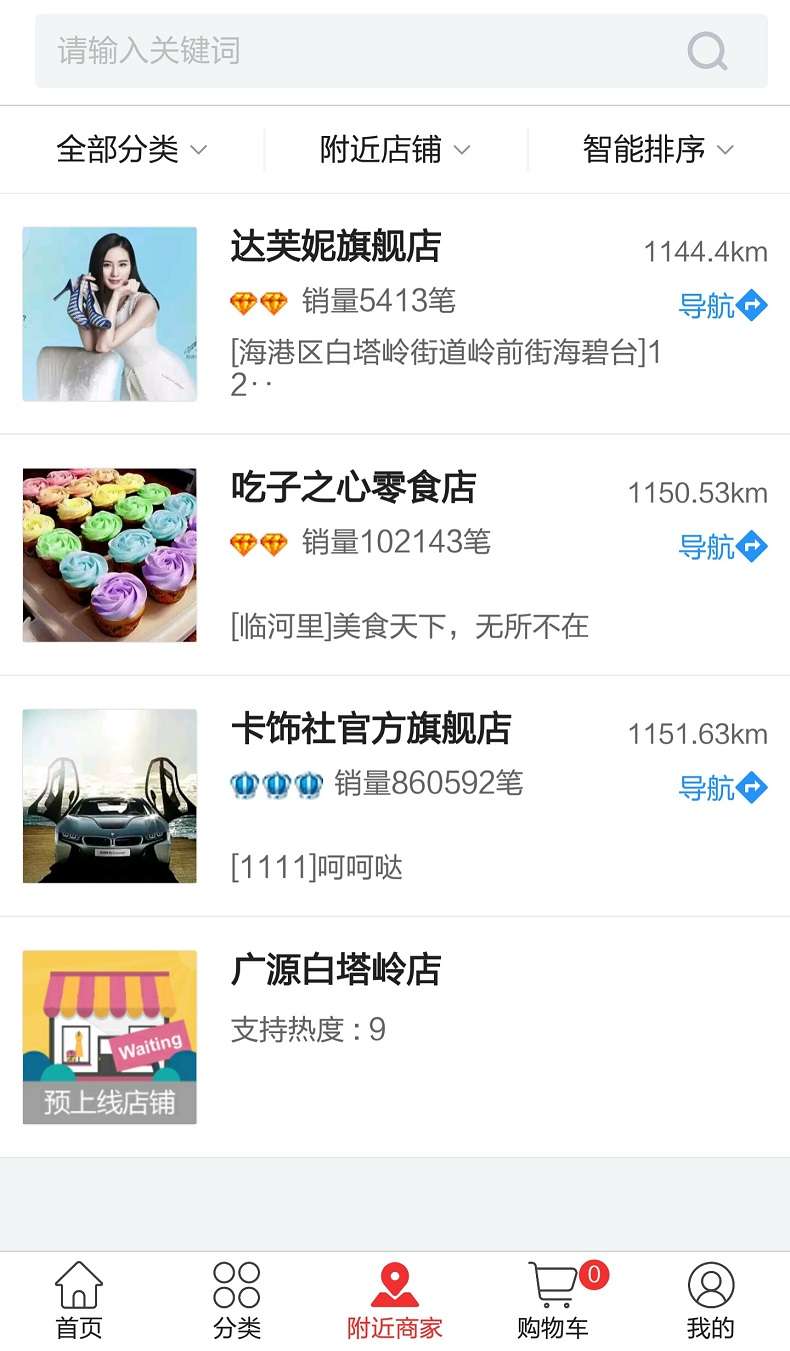 请输入关键词
全部分类
附近店铺
智能排序
达芙妮旗舰店
1144.4km
销量5413笔
导航
[海港区白塔岭街道岭前街海碧台]1
2··
吃子之心零食店
1150.53km
销量102143笔
导航
[临河里]美食天下，无所不在
卡饰社官方旗舰店
1151.63km
销量860592笔
导航
[1111]呵呵哒
广源白塔岭店
支持热度 : 9
Waiting
预上线店铺
0
首页
分类
附近商家
购物车
我的